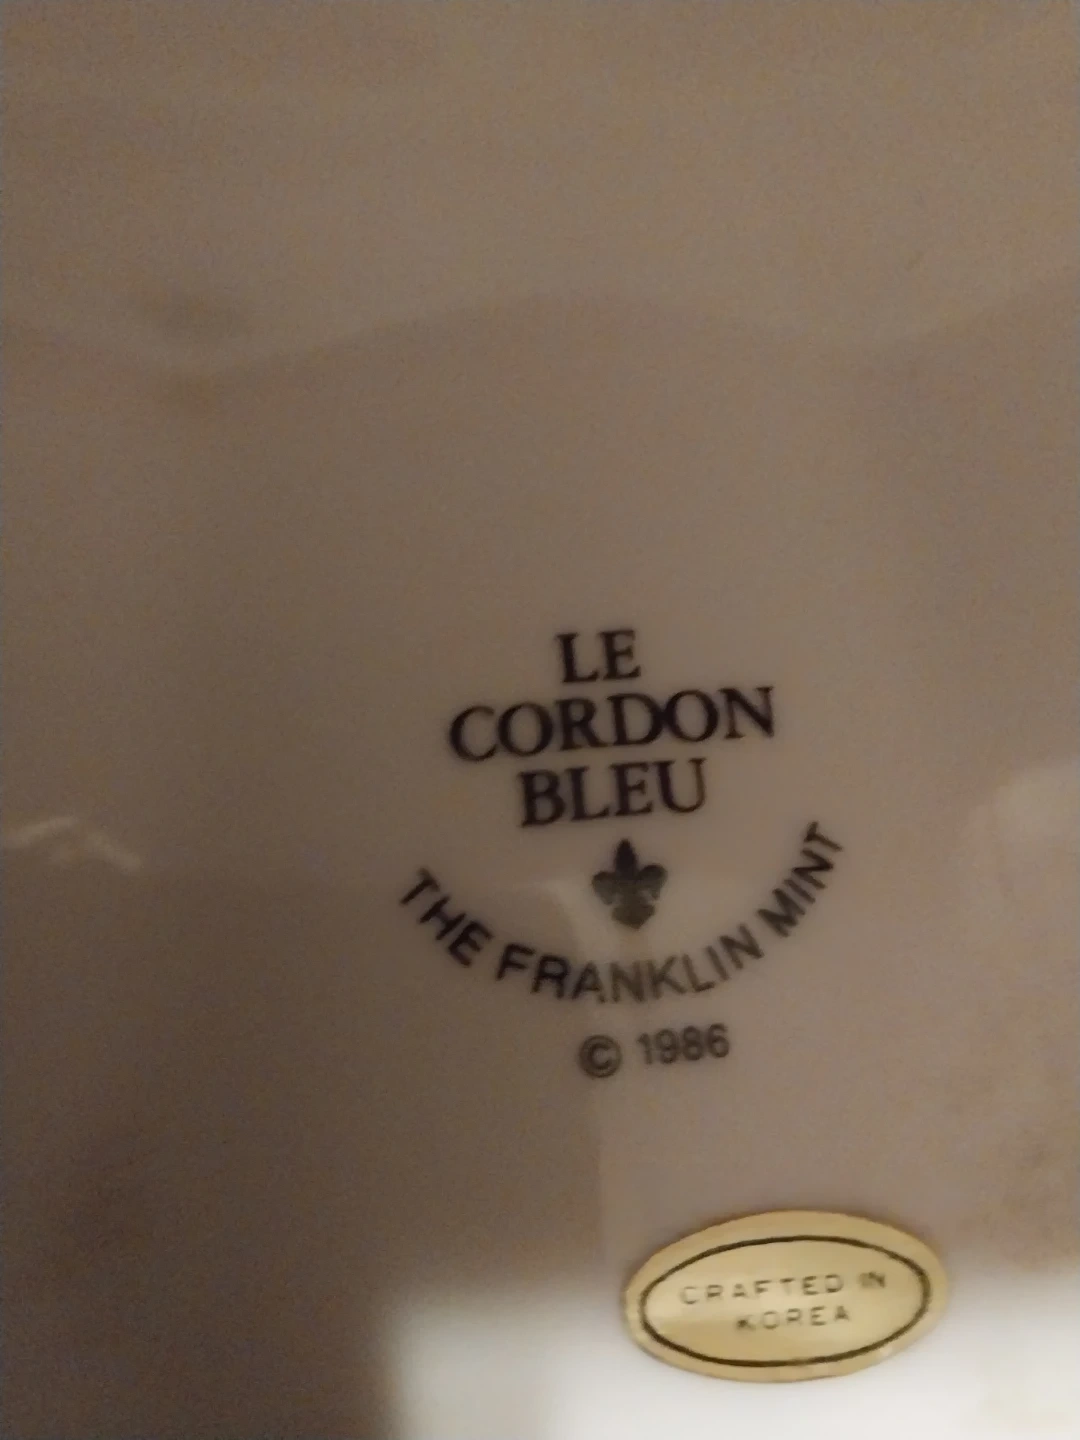 LE
CORDON
BLEU
THE FRANKLIN MINT
© 1986
CRAFTED IN
KOREA